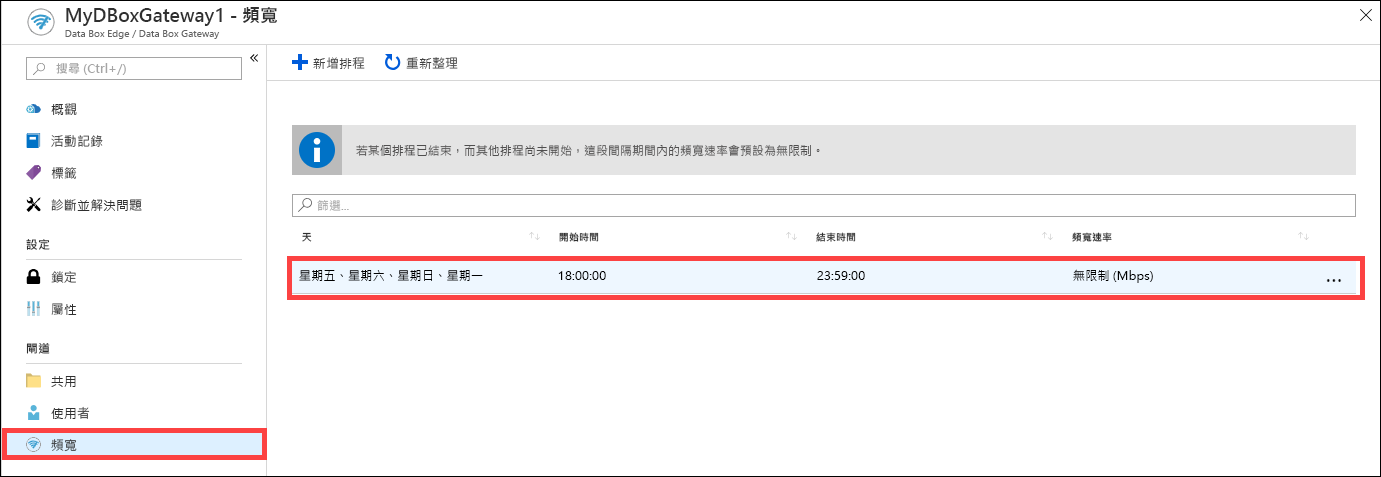 MyDBoxGateway1 - 頻寬
Data Box Edge / Data Box Gateway
搜尋 (Ctrl+/)
«
概觀
活動記錄
標籤
診斷並解決問題
設定
鎖定
屬性
閘道
共用
使用者
頻寬
新增排程 重新整理
若某個排程已結束，而其他排程尚未開始，這段間隔期間內的頻寬速率會預設為無限制。
篩選...
天 開始時間 結束時間 頻寬速率
星期五、星期六、星期日、星期一 18:00:00 23:59:00 無限制 (Mbps) ...